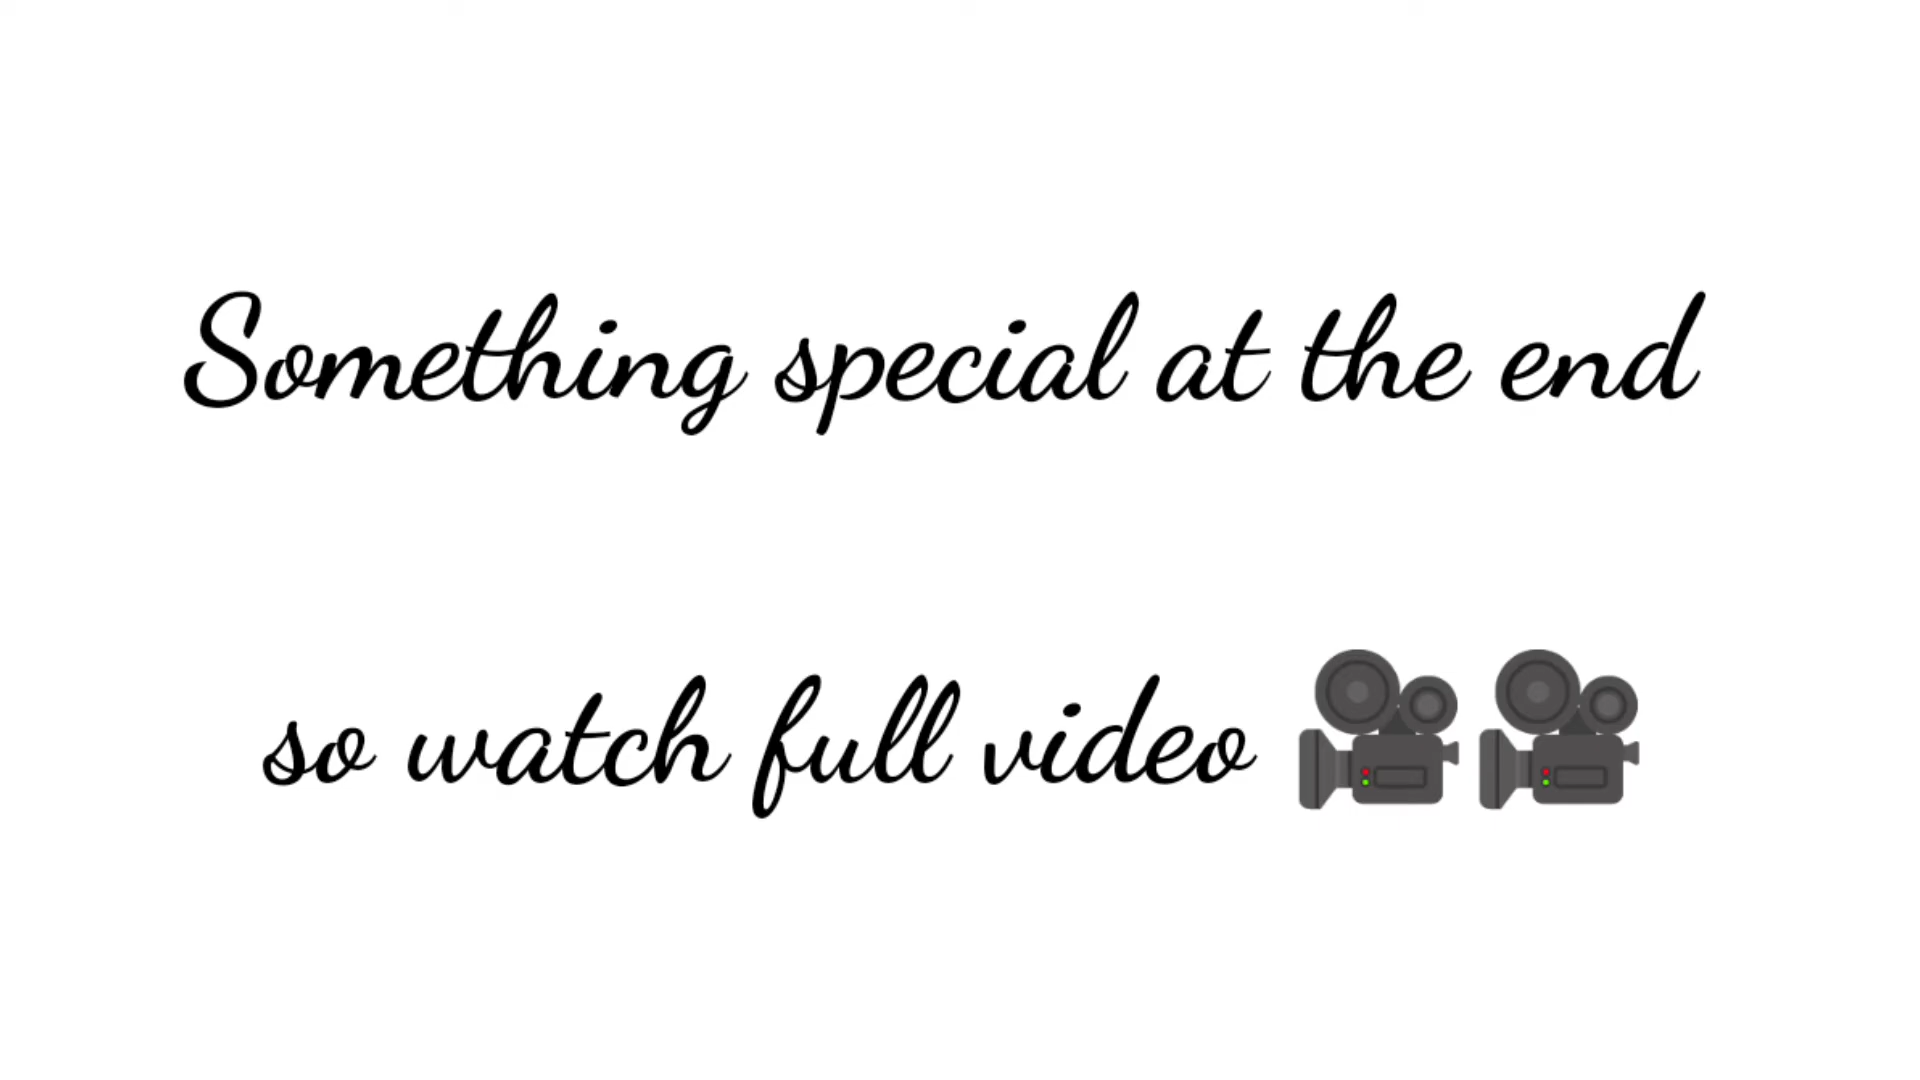 Something special at the end
so watch full video 🎥🎥